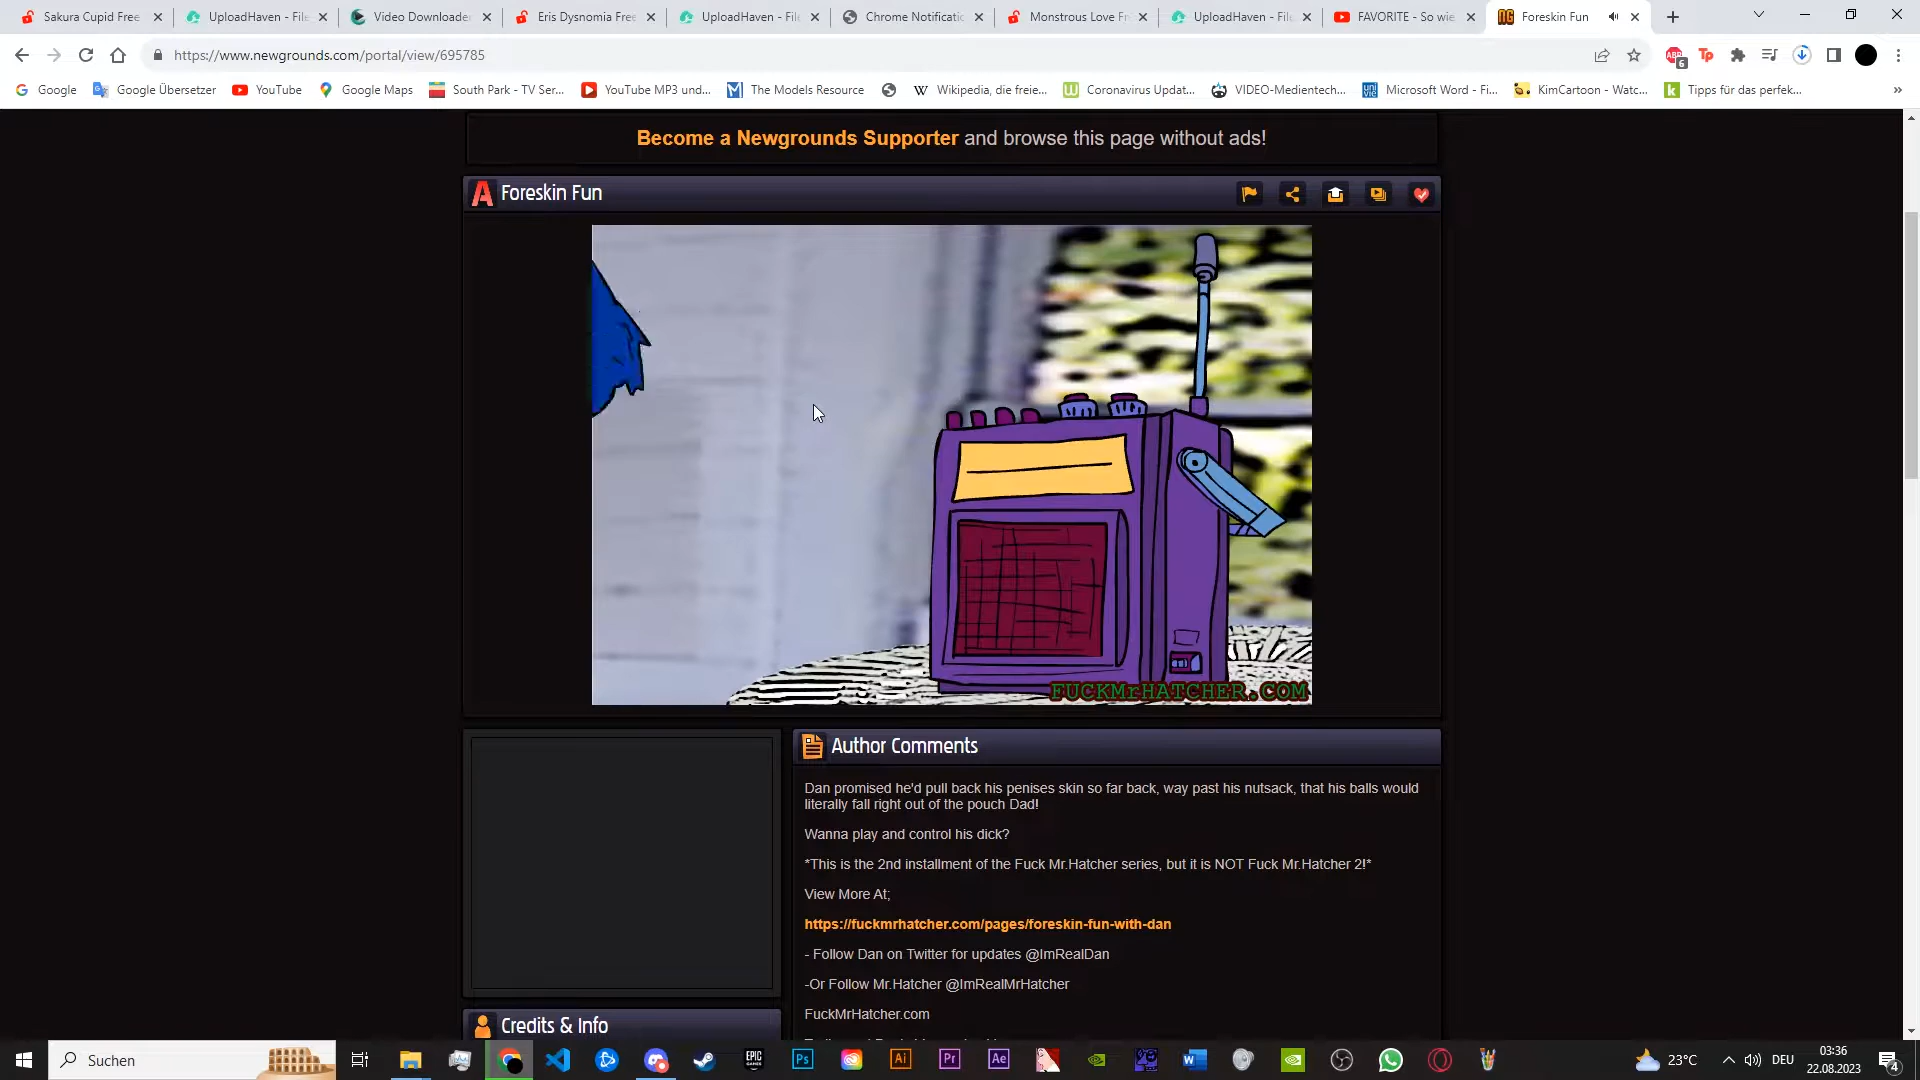 Sakura Cupid Free
UploadHaven - File
Video Downloader
Eris Dysnomia Free
UploadHaven - File
Chrome Notificatio
Monstrous Love Fr
UploadHaven - File
FAVORITE - So wie
Foreskin Fun
https://www.newgrounds.com/portal/view/695785
Google
Google Übersetzer
YouTube
Google Maps
South Park - TV Ser...
YouTube MP3 und...
The Models Resource
Wikipedia, die freie...
Coronavirus Updat...
VIDEO-Medientech...
Microsoft Word - Fi...
KimCartoon - Watc...
Tipps für das perfek...
Become a Newgrounds Supporter and browse this page without ads!
A Foreskin Fun
FUCKMrHATCHER.COM
Author Comments
Dan promised he'd pull back his penises skin so far back, way past his nutsack, that his balls would
literally fall right out of the pouch Dad!
Wanna play and control his dick?
*This is the 2nd installment of the Fuck Mr.Hatcher series, but it is NOT Fuck Mr.Hatcher 2!*
View More At;
https://fuckmrhatcher.com/pages/foreskin-fun-with-dan
- Follow Dan on Twitter for updates @ImRealDan
-Or Follow Mr.Hatcher @ImRealMrHatcher
FuckMrHatcher.com
Credits & Info
Suchen
23°C
DEU
03:36
22.08.2023
4